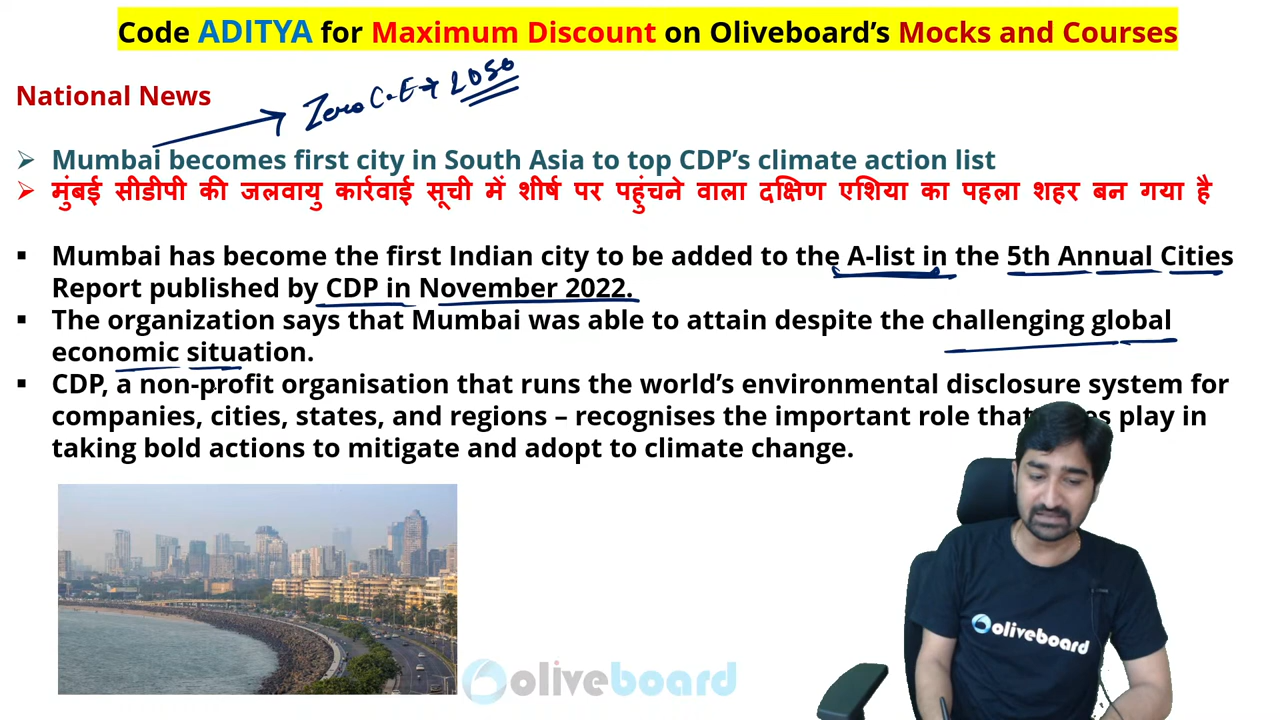 Code ADITYA for Maximum Discount on Oliveboard's Mocks and Courses
National News
Zero C.E → 2050
Mumbai becomes first city in South Asia to top CDP's climate action list
मुंबई सीडीपी की जलवायु कार्रवाई सूची में शीर्ष पर पहुंचने वाला दक्षिण एशिया का पहला शहर बन गया है
Mumbai has become the first Indian city to be added to the A-list in the 5th Annual Cities
Report published by CDP in November 2022.
The organization says that Mumbai was able to attain despite the challenging global
economic situation.
CDP, a non-profit organisation that runs the world's environmental disclosure system for
companies, cities, states, and regions – recognises the important role that play in
taking bold actions to mitigate and adopt to climate change.
oliveboard
oliveboard